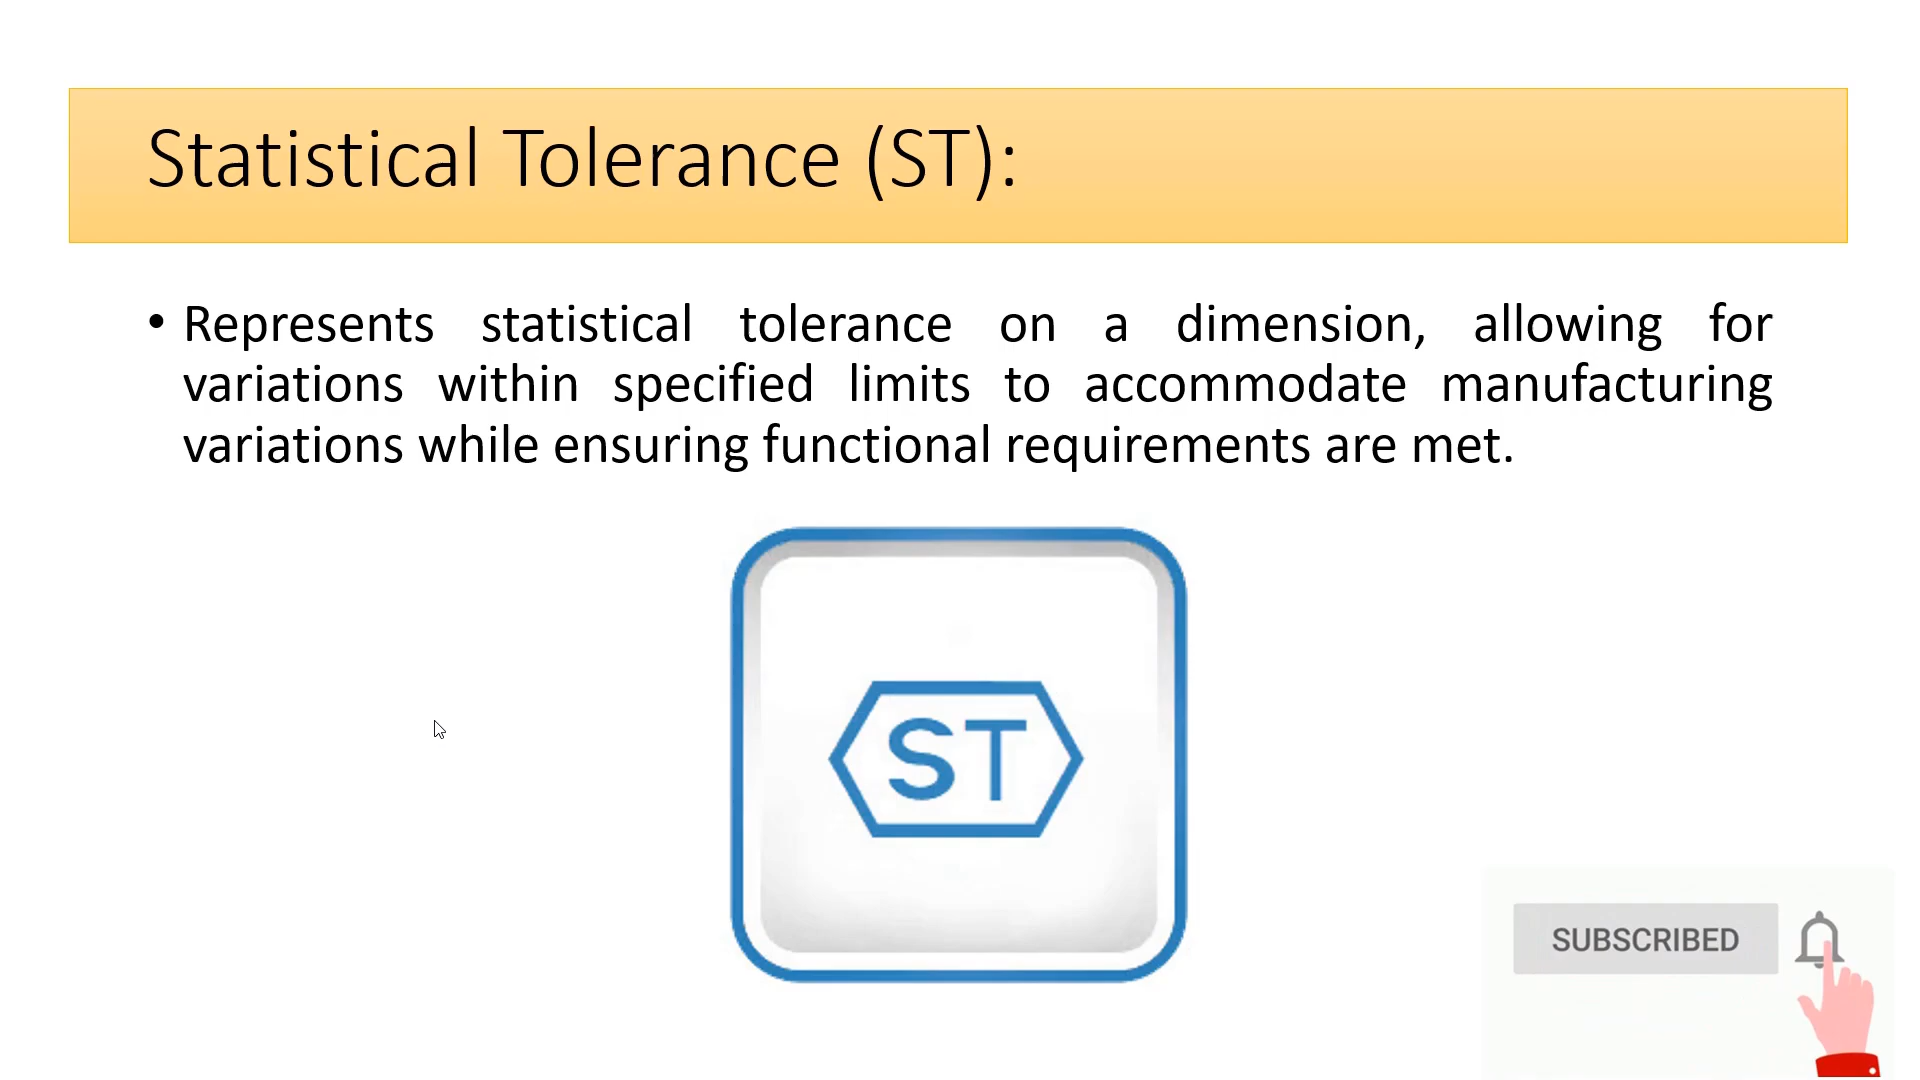 Statistical Tolerance (ST):
• Represents statistical tolerance on a dimension, allowing for
variations within specified limits to accommodate manufacturing
variations while ensuring functional requirements are met.
ST
SUBSCRIBED